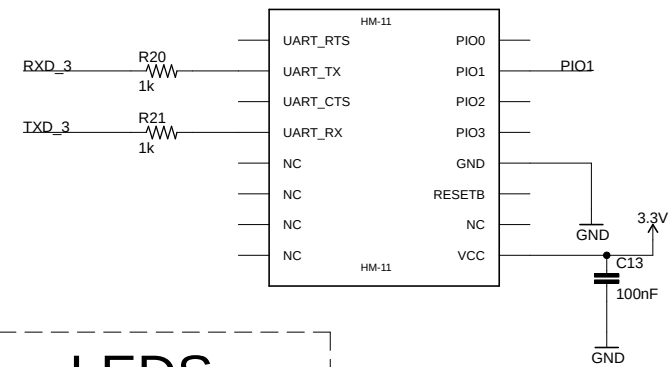 HM-11
UART_RTS PIO0
RXD_3 R20 UART_TX PIO1 PIO1
1k
UART_CTS PIO2
TXD_3 R21 UART_RX PIO3
1k
NC GND
NC RESETB
NC NC
GND
3.3V
NC VCC
C13
HM-11
100nF
GND
LEDS